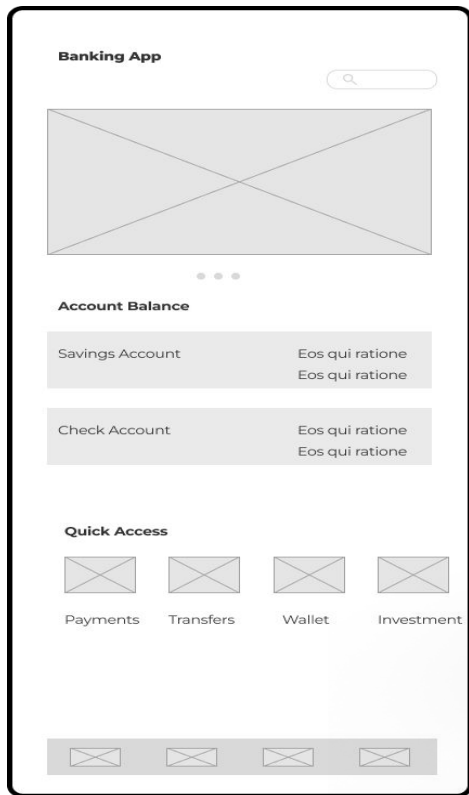 Banking App
Account Balance
Savings Account Eos qui ratione
Eos qui ratione
Check Account Eos qui ratione
Eos qui ratione
Quick Access
Payments Transfers Wallet Investment